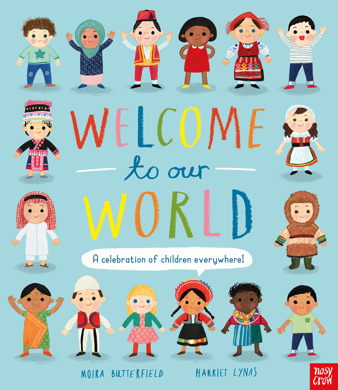 WELCOME
to our
WORLD
A celebration of children everywhere!
MOIRA BUTTERFIELD HARRIET LYNAS
nosy
crow